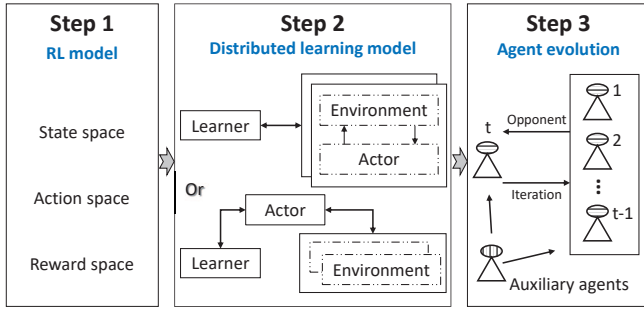 Step 1
RL model
State space
Action space
Reward space
Step 2
Distributed learning model
Learner
Environment
Actor
Or
Actor
Learner
Environment
Step 3
Agent evolution
t
Opponent
Iteration
1
2
...
t-1
Auxiliary agents